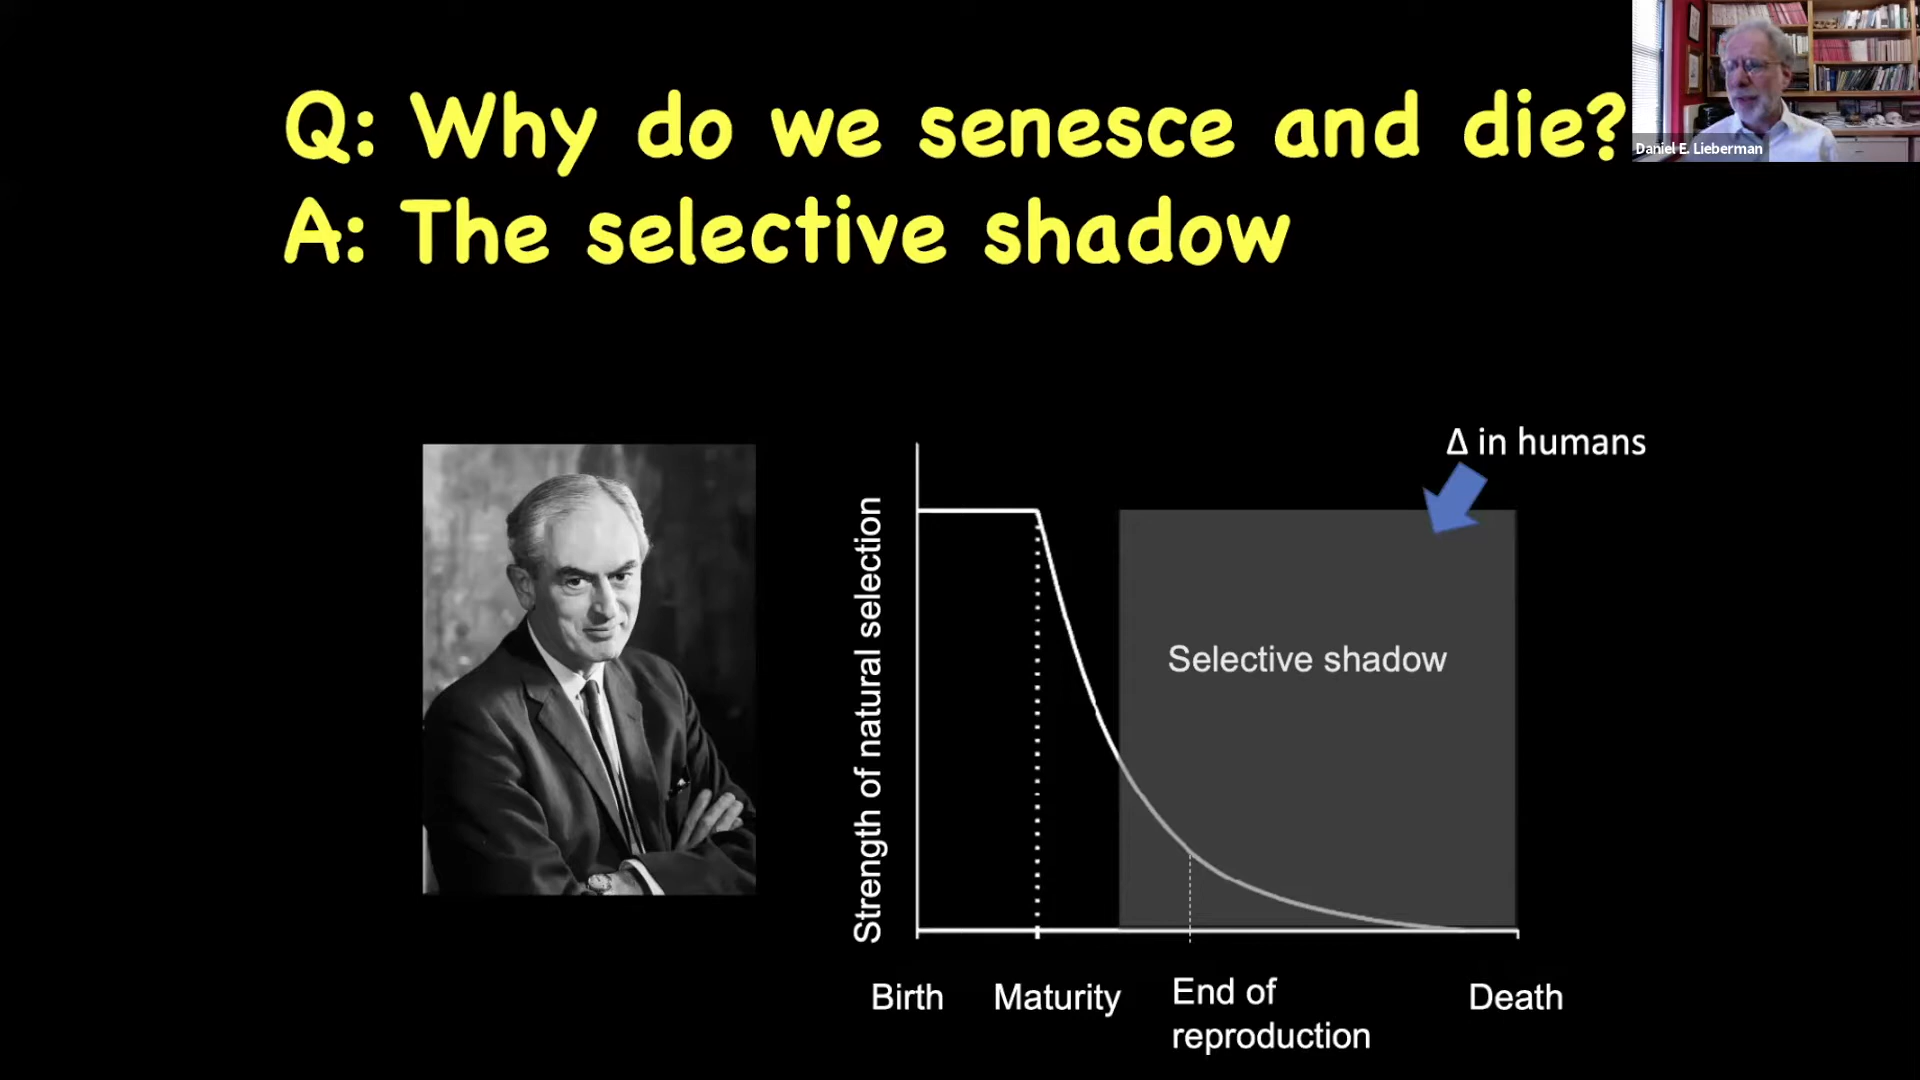 Q: Why do we senesce and die?
A: The selective shadow
Daniel E. Lieberman
Δ in humans
Strength of natural selection
Selective shadow
Birth
Maturity
End of
reproduction
Death